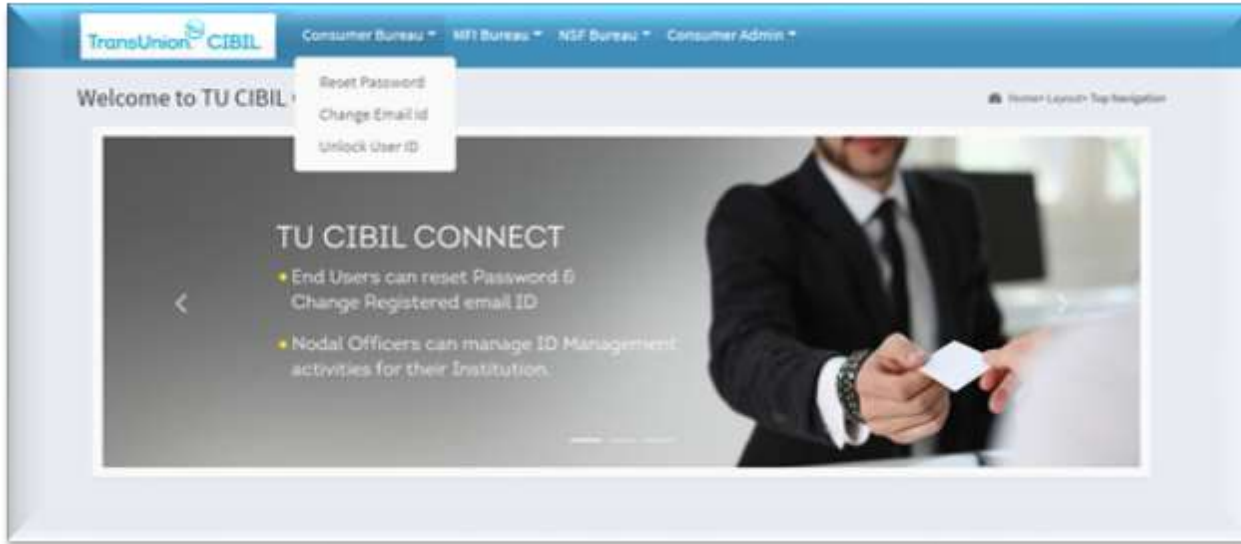 TransUnion CIBIL
Consumer Bureau
MFI Bureau
NSF Bureau
Consumer Admin
Reset Password
Change Email id
Unlock User ID
Welcome to TU CIBIL
Home> Layout> Top Navigation
TU CIBIL CONNECT
End Users can reset Password &
Change Registered email ID
Nodal Officers can manage ID Management
activities for their Institution.